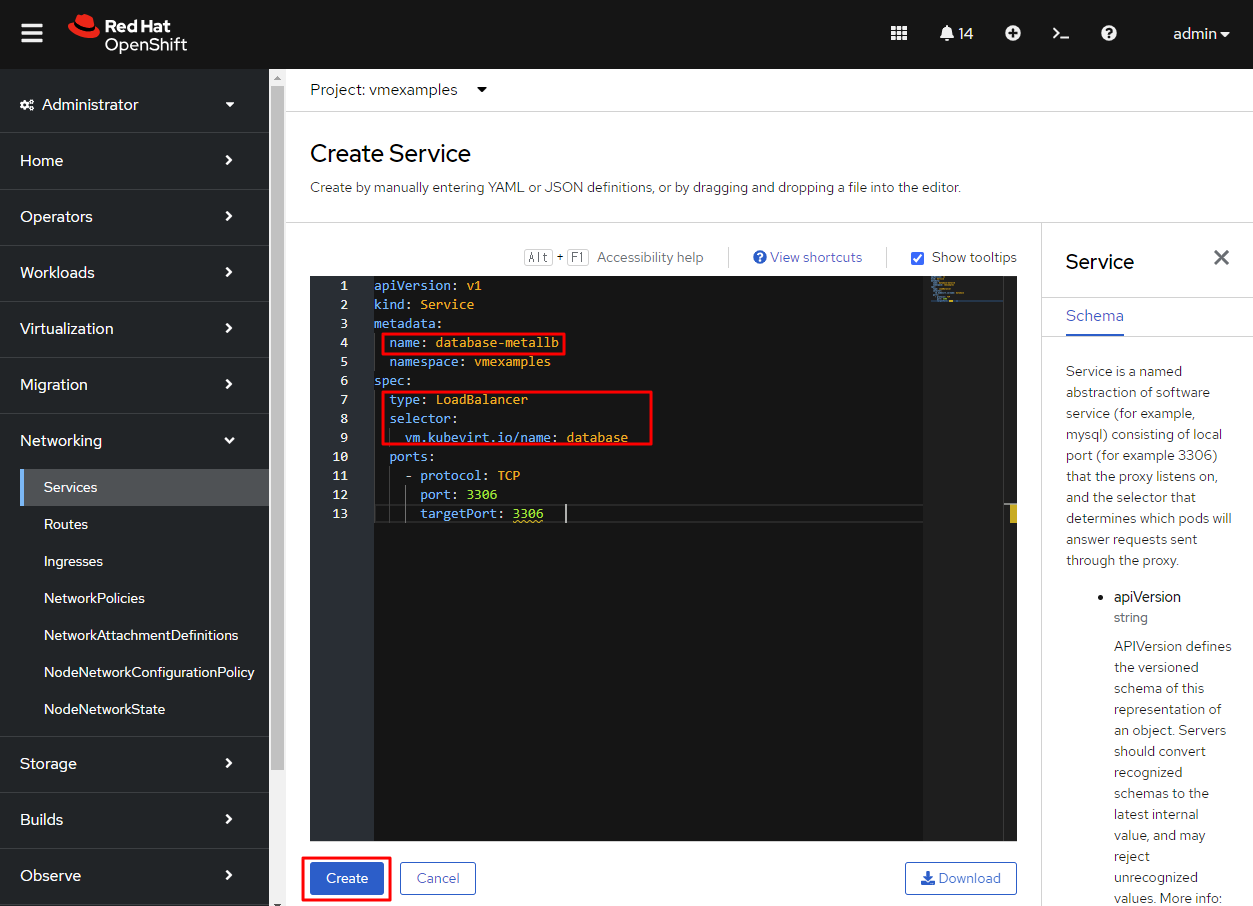 Red Hat
OpenShift
14
admin
Administrator
Home
Operators
Workloads
Virtualization
Migration
Networking
Services
Routes
Ingresses
NetworkPolicies
NetworkAttachmentDefinitions
NodeNetworkConfigurationPolicy
NodeNetworkState
Storage
Builds
Observe
Project: vmexamples
Create Service
Create by manually entering YAML or JSON definitions, or by dragging and dropping a file into the editor.
Alt + F1 Accessibility help
View shortcuts
Show tooltips
1 apiVersion: v1
2 kind: Service
3 metadata:
4 name: database-metallb
5 namespace: vmexamples
6 spec:
7 type: LoadBalancer
8 selector:
9 vm.kubevirt.io/name: database
10 ports:
11 - protocol: TCP
12 port: 3306
13 targetPort: 3306
Create
Cancel
Download
Service
Schema
Service is a named
abstraction of software
service (for example,
mysql) consisting of local
port (for example 3306)
that the proxy listens on,
and the selector that
determines which pods will
answer requests sent
through the proxy.
• apiVersion
string
APIVersion defines
the versioned
schema of this
representation of
an object. Servers
should convert
recognized
schemas to the
latest internal
value, and may
reject
unrecognized
values. More info: